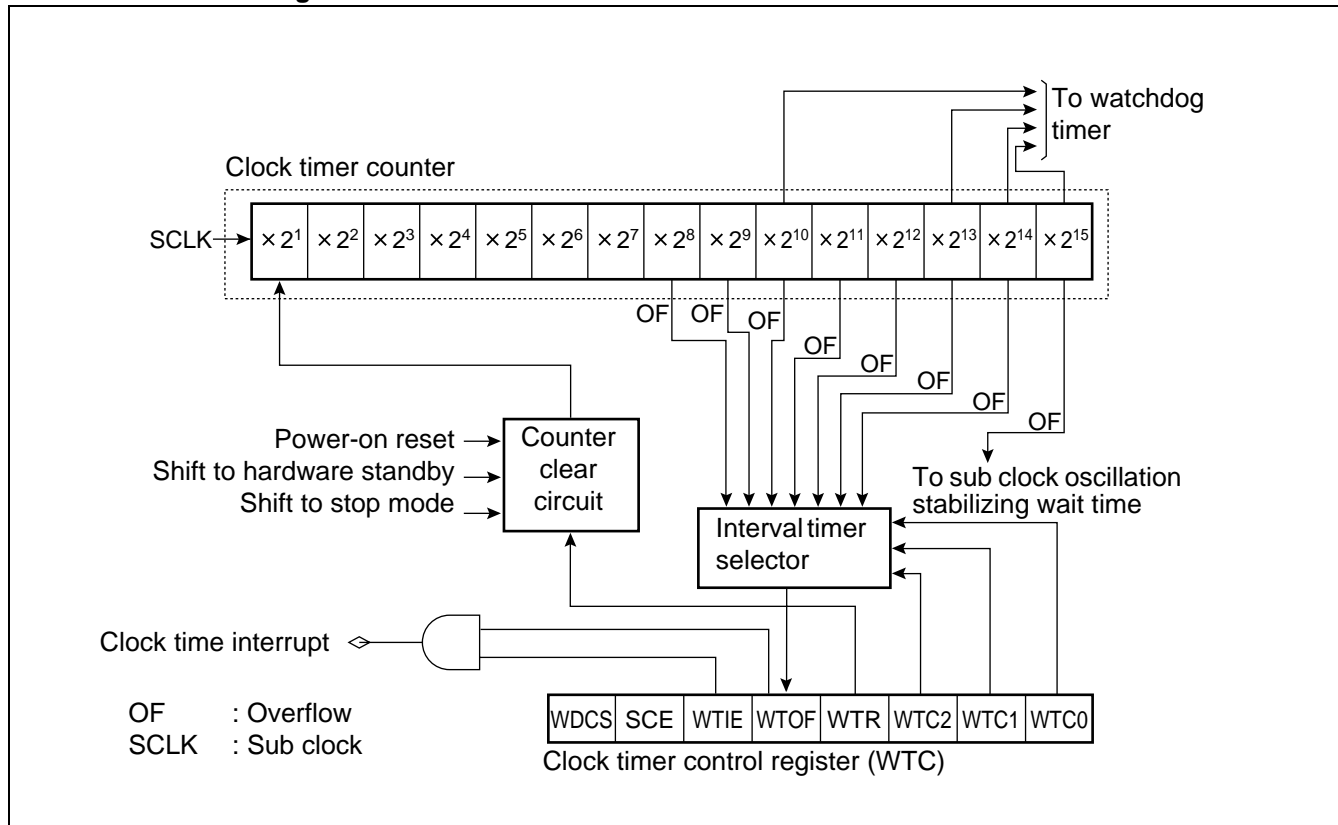 To watchdog
timer
Clock timer counter
SCLK
×2¹ ×2² ×2³ ×2⁴ ×2⁵ ×2⁶ ×2⁷ ×2⁸ ×2⁹ ×2¹⁰ ×2¹¹ ×2¹² ×2¹³ ×2¹⁴ ×2¹⁵
OF OF OF OF OF OF OF OF
Power-on reset
Shift to hardware standby
Shift to stop mode
Counter
clear
circuit
To sub clock oscillation
stabilizing wait time
Interval timer
selector
Clock time interrupt
OF : Overflow
SCLK : Sub clock
WDCS SCE WTIE WTOF WTR WTC2 WTC1 WTC0
Clock timer control register (WTC)